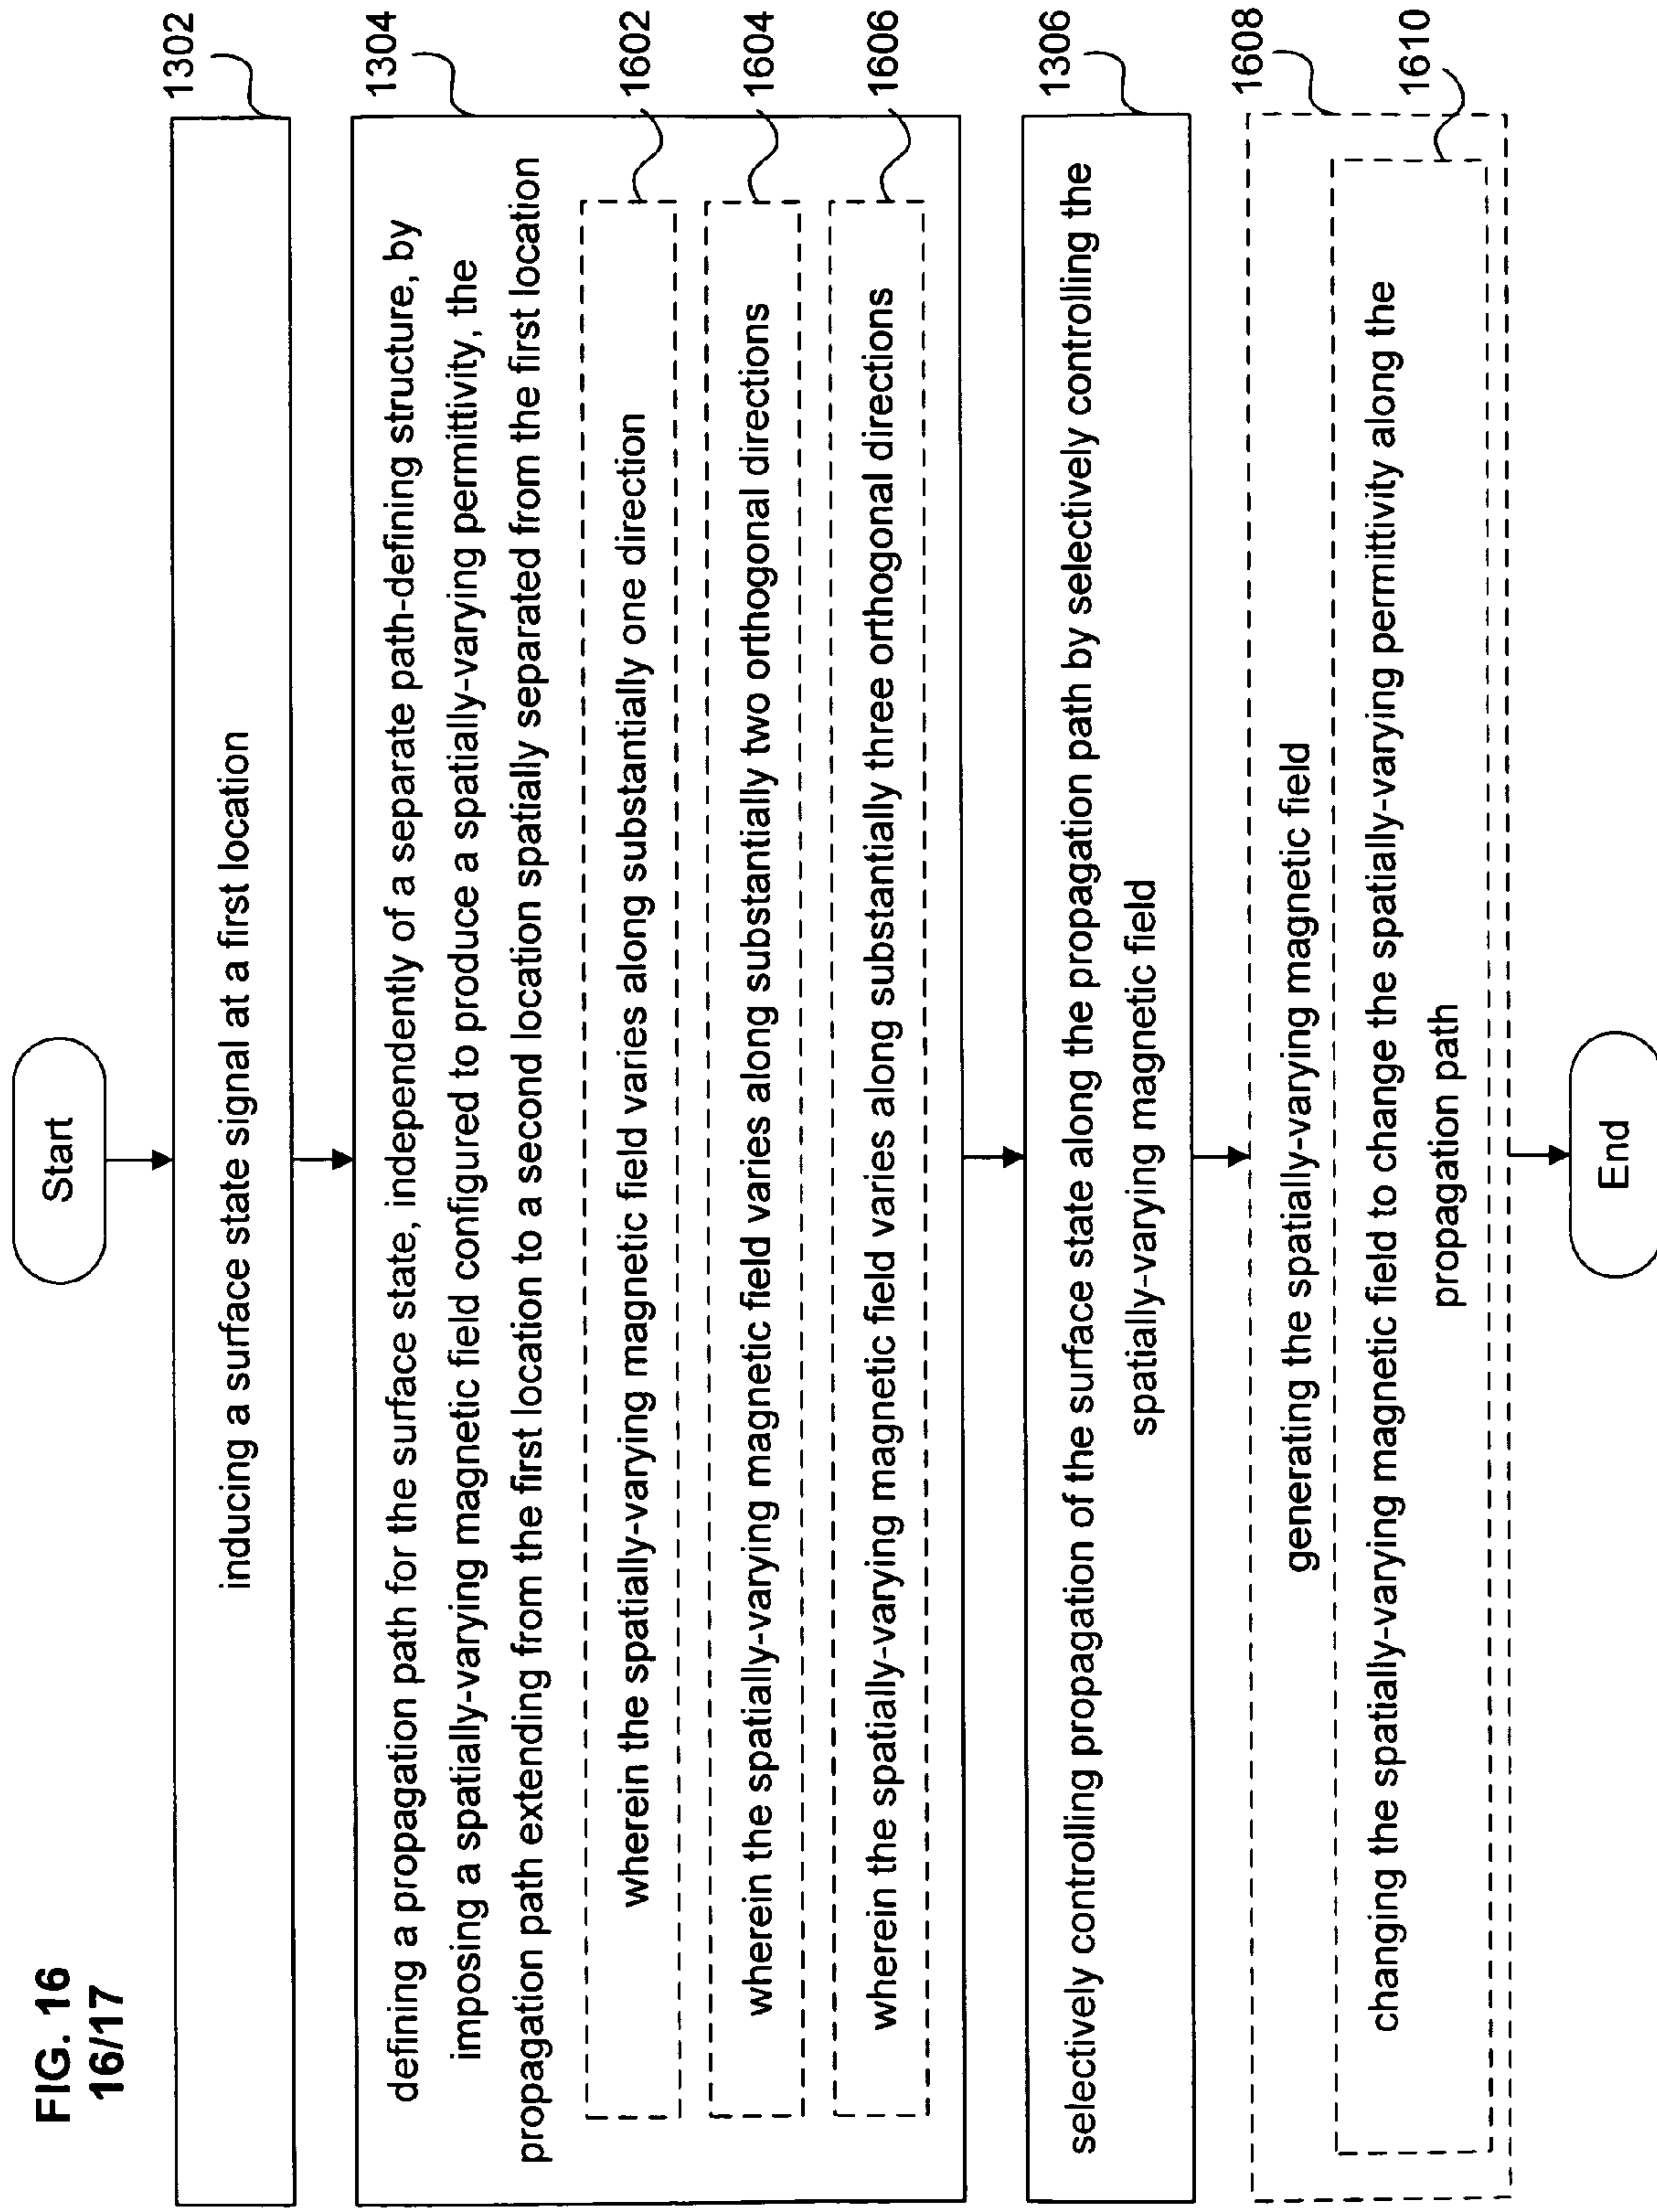 FIG. 16
16/17
Start
1302
inducing a surface state signal at a first location
1304
defining a propagation path for the surface state, independently of a separate path-defining structure, by
imposing a spatially-varying magnetic field configured to produce a spatially-varying permittivity, the
propagation path extending from the first location to a second location spatially separated from the first location
1602
wherein the spatially-varying magnetic field varies along substantially one direction
1604
wherein the spatially-varying magnetic field varies along substantially two orthogonal directions
1606
wherein the spatially-varying magnetic field varies along substantially three orthogonal directions
1306
selectively controlling propagation of the surface state along the propagation path by selectively controlling the
spatially-varying magnetic field
1608
generating the spatially-varying magnetic field
1610
changing the spatially-varying magnetic field to change the spatially-varying permittivity along the
propagation path
End